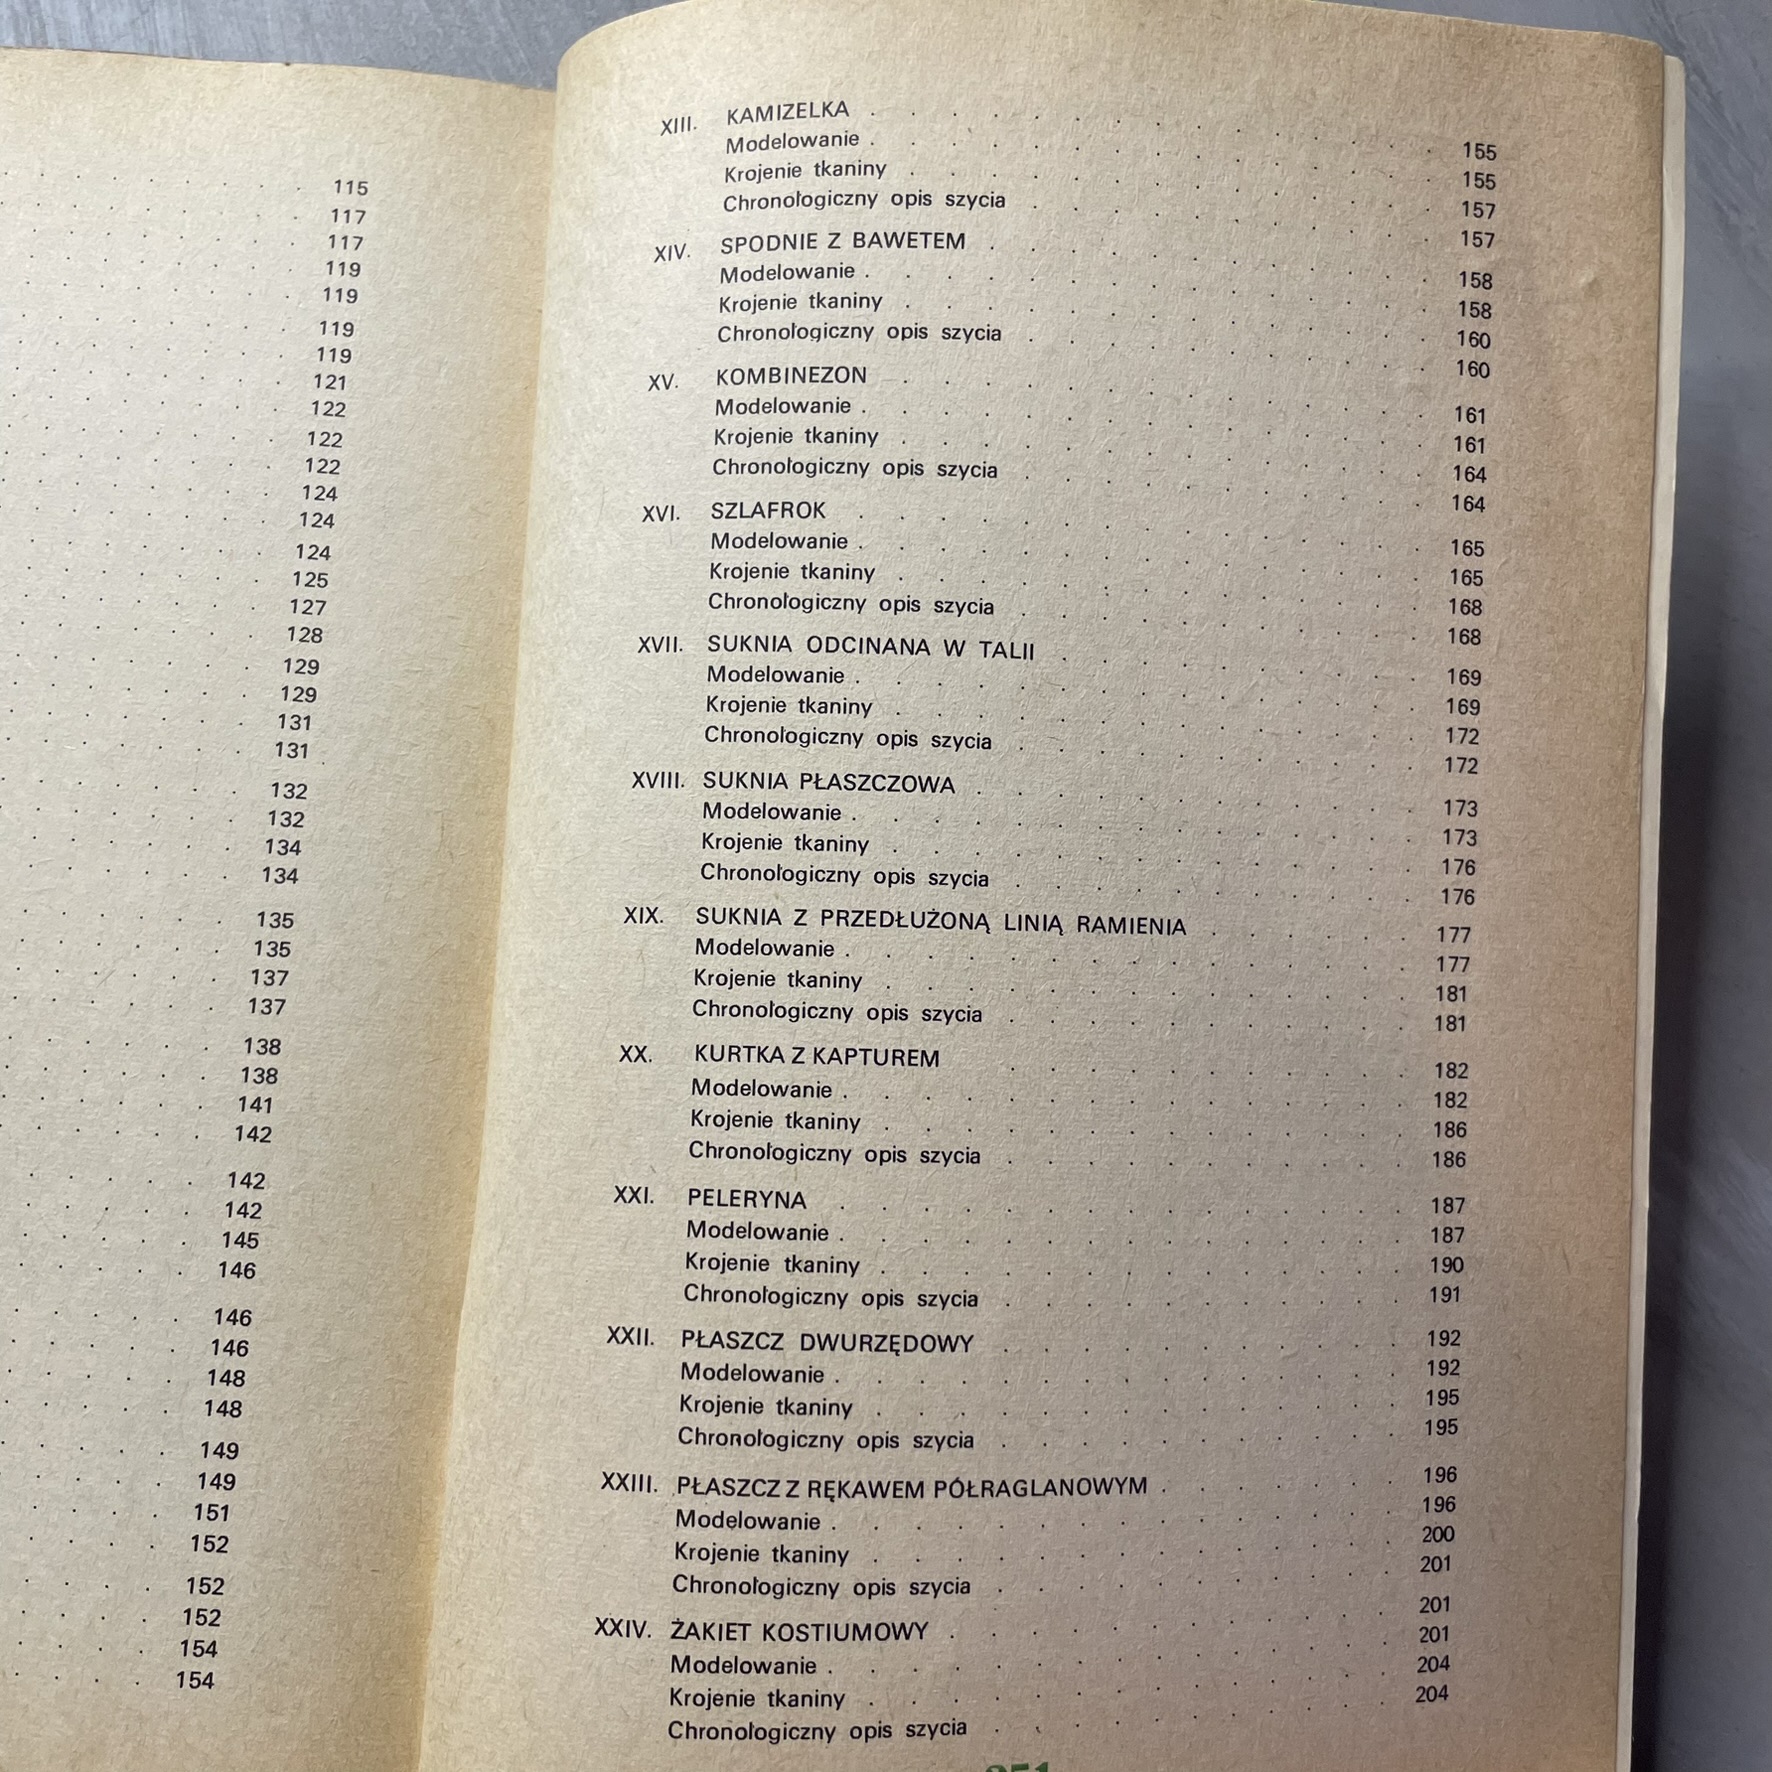 115
117
117
119
119
119
119
121
122
122
122
124
124
124
125
127
128
129
129
131
131
132
132
134
134
135
135
137
137
138
138
141
142
142
142
145
146
146
146
148
148
149
149
151
152
152
152
154
154
XIII. KAMIZELKA . . . 155
Modelowanie . . . 155
Krojenie tkaniny . . . 157
Chronologiczny opis szycia . . . 157
XIV. SPODNIE Z BAWETEM . . . 158
Modelowanie . . . 158
Krojenie tkaniny . . . 160
Chronologiczny opis szycia . . . 160
XV. KOMBINEZON . . . 161
Modelowanie . . . 161
Krojenie tkaniny . . . 164
Chronologiczny opis szycia . . . 164
XVI. SZLAFROK . . . 165
Modelowanie . . . 165
Krojenie tkaniny . . . 168
Chronologiczny opis szycia . . . 168
XVII. SUKNIA ODCINANA W TALII . . . 169
Modelowanie . . . 169
Krojenie tkaniny . . . 172
Chronologiczny opis szycia . . . 172
XVIII. SUKNIA PŁASZCZOWA . . . 173
Modelowanie . . . 173
Krojenie tkaniny . . . 176
Chronologiczny opis szycia . . . 176
XIX. SUKNIA Z PRZEDŁUŻONĄ LINIĄ RAMIENIA . . . 177
Modelowanie . . . 177
Krojenie tkaniny . . . 181
Chronologiczny opis szycia . . . 181
XX. KURTKA Z KAPTUREM . . . 182
Modelowanie . . . 182
Krojenie tkaniny . . . 186
Chronologiczny opis szycia . . . 186
XXI. PELERYNA . . . 187
Modelowanie . . . 187
Krojenie tkaniny . . . 190
Chronologiczny opis szycia . . . 191
XXII. PŁASZCZ DWURZĘDOWY . . . 192
Modelowanie . . . 192
Krojenie tkaniny . . . 195
Chronologiczny opis szycia . . . 195
XXIII. PŁASZCZ Z RĘKAWEM PÓŁRAGLANOWYM . . . 196
Modelowanie . . . 196
Krojenie tkaniny . . . 200
Chronologiczny opis szycia . . . 201
XXIV. ŻAKIET KOSTIUMOWY . . . 201
Modelowanie . . . 201
Krojenie tkaniny . . . 204
Chronologiczny opis szycia . . . 204